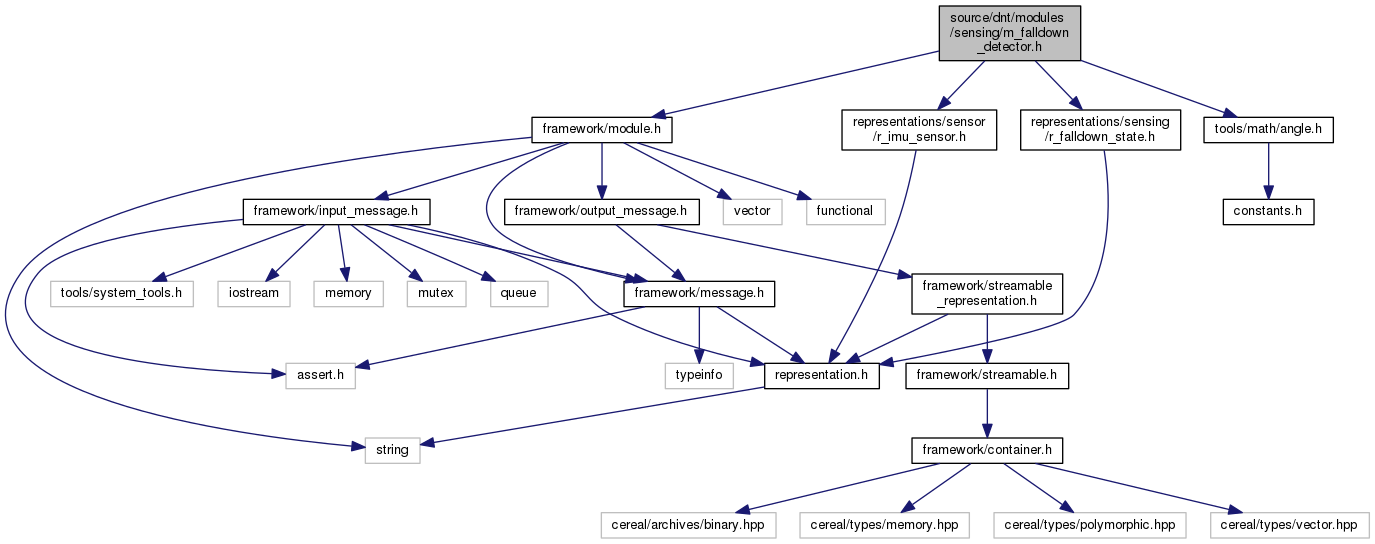 source/dnt/modules
/sensing/m_falldown
_detector.h
framework/module.h
representations/sensor
/r_imu_sensor.h
representations/sensing
/r_falldown_state.h
tools/math/angle.h
framework/input_message.h
framework/output_message.h
vector
functional
constants.h
tools/system_tools.h
iostream
memory
mutex
queue
framework/message.h
framework/streamable
_representation.h
assert.h
typeinfo
representation.h
framework/streamable.h
string
framework/container.h
cereal/archives/binary.hpp
cereal/types/memory.hpp
cereal/types/polymorphic.hpp
cereal/types/vector.hpp